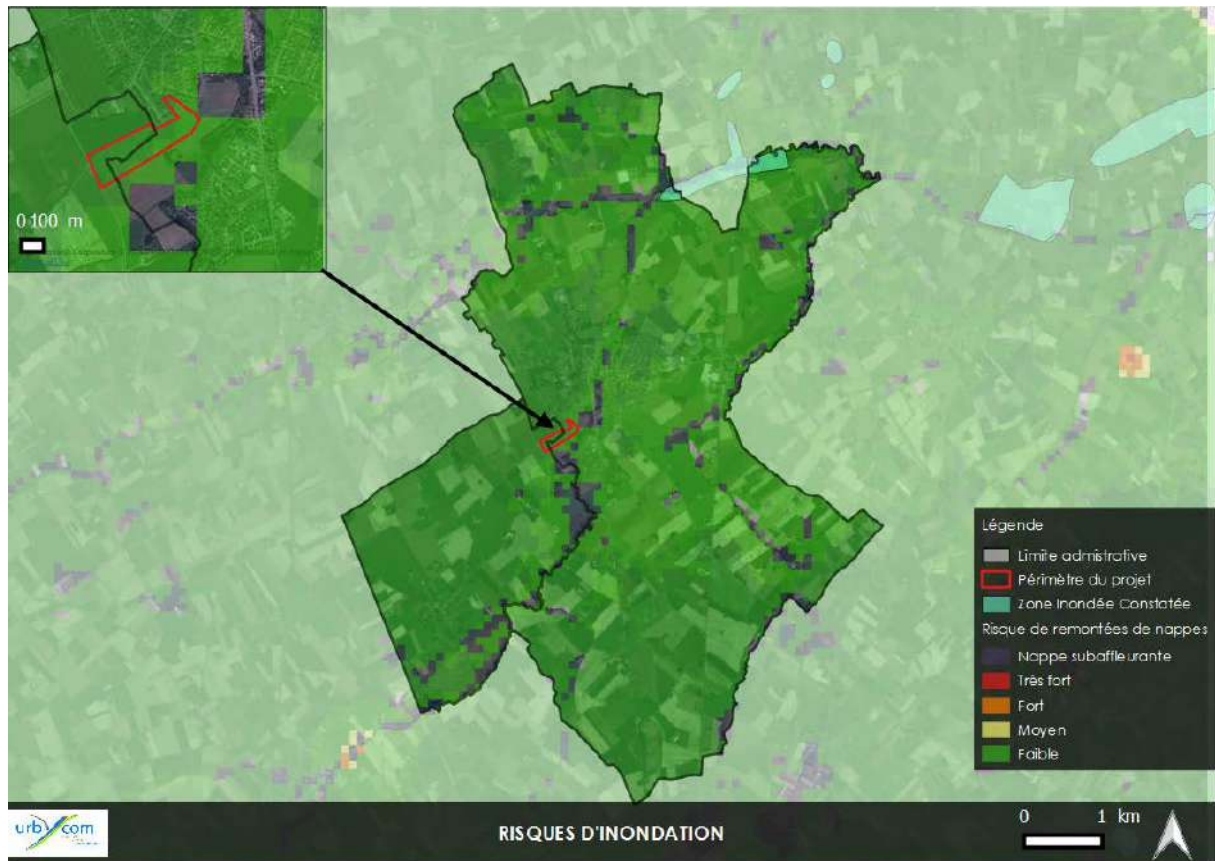 0 100 m
Légende
Limite admistrative
Périmètre du projet
Zone Inondée Constatée
Risque de remontées de nappes
Nappe subaffleurante
Très fort
Fort
Moyen
Faible
urbycom
RISQUES D'INONDATION
0 1 km